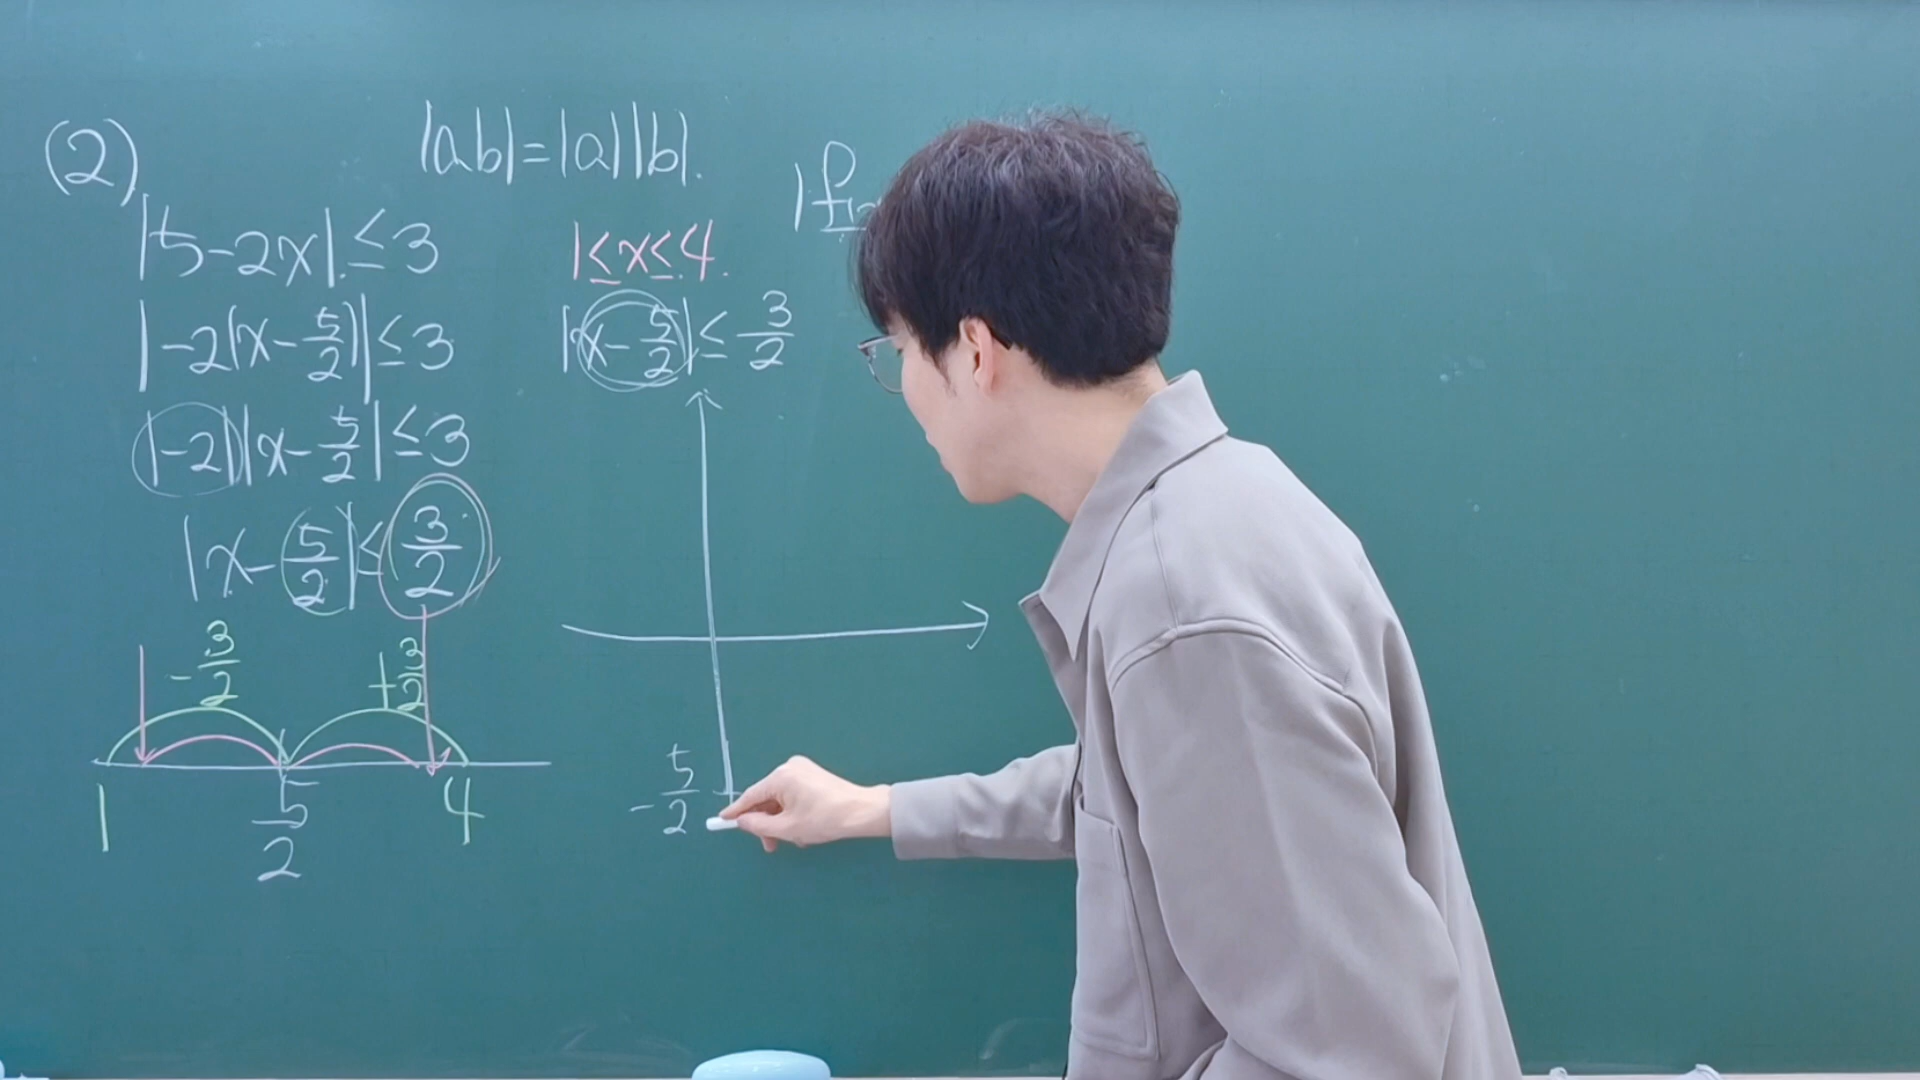 (2)
|ab|=|a||b|.
|5-2x|≤3
|-2(x-5/2)|≤3
|-2||x-5/2|≤3
|x-5/2|≤3/2
-3/2 +3/2
1 5/2 4
1≤x≤4.
|x-5/2|≤3/2
-5/2
|f